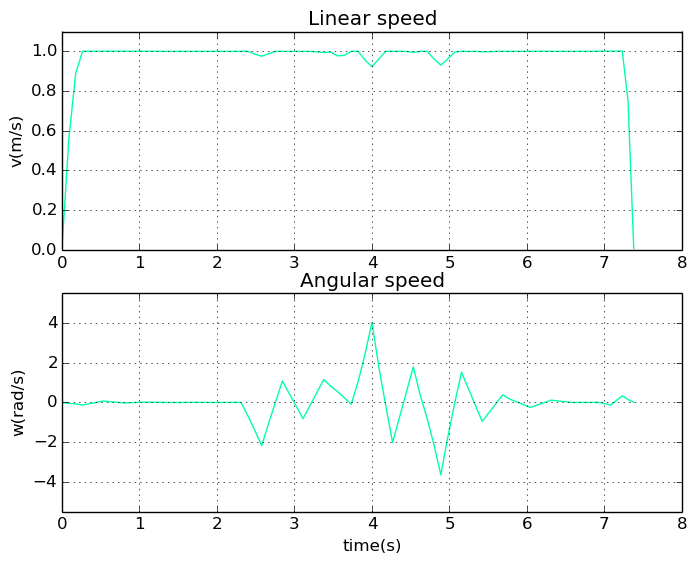 Linear speed
1.0
0.8
0.6
0.4
0.2
0.0
v(m/s)
0 1 2 3 4 5 6 7 8
Angular speed
4
2
0
−2
−4
w(rad/s)
0 1 2 3 4 5 6 7 8
time(s)